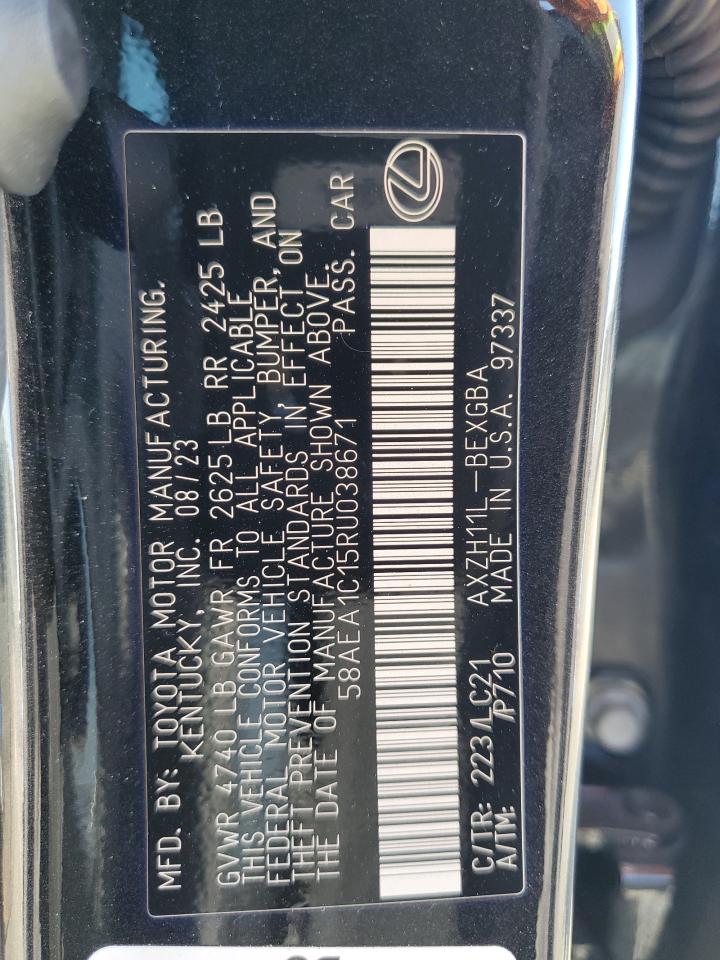 MFD. BY: TOYOTA MOTOR MANUFACTURING.
KENTUCKY, INC. 08/23
GVWR 4740 LB GAWR FR 2625 LB RR 2425 LB
THIS VEHICLE CONFORMS TO ALL APPLICABLE
FEDERAL MOTOR VEHICLE SAFETY, BUMPER, AND
THEFT PREVENTION STANDARDS IN EFFECT ON
THE DATE OF MANUFACTURE SHOWN ABOVE.
58AEA1C15RU038671 PASS. CAR
C/TR: 223/LC21 AXZH11L-BEXGBA
A/TM: /P710 MADE IN U.S.A. 97337